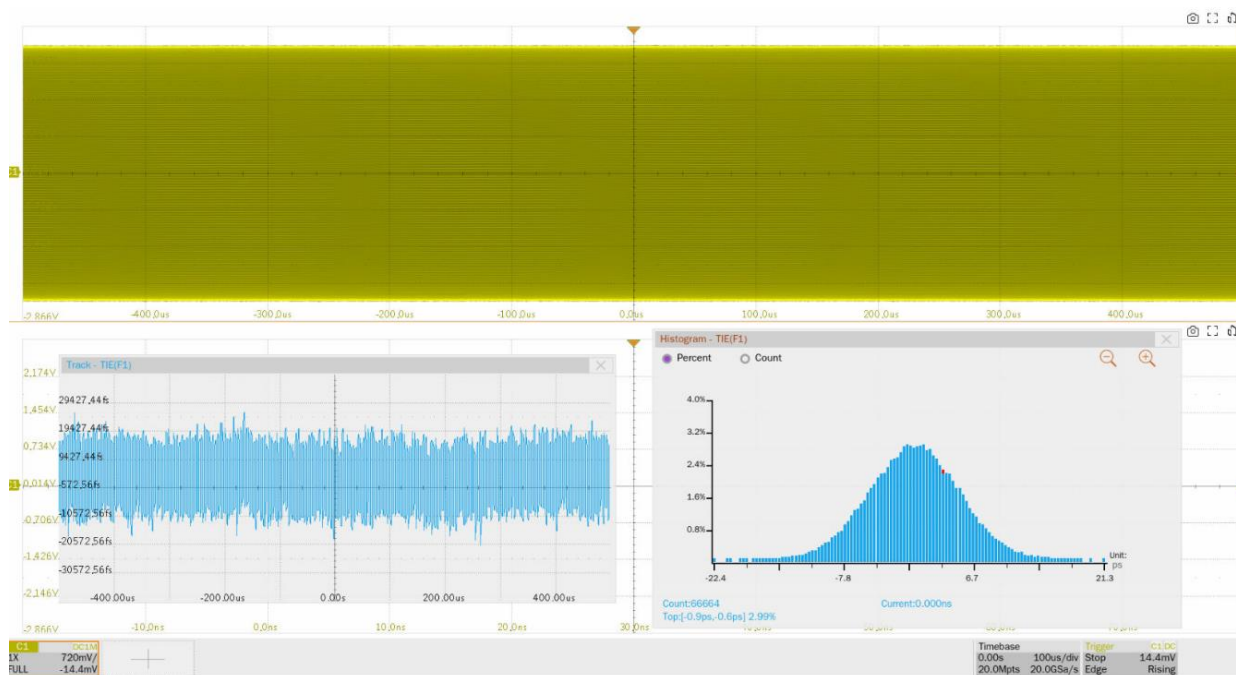 C1
-2.866V -400.0us -300.0us -200.0us -100.0us 0.0us 100.0us 200.0us 300.0us 400.0us
Histogram - TIE(F1)
Track - TIE(F1)
Percent Count
2.174V
29427.44fs
4.0%
1.454V
19427.44fs
3.2%
0.734V
9427.44fs
2.4%
C1 0.014V
-572.56fs
1.6%
-0.706V
-10572.56fs
0.8%
-20572.56fs
-1.426V
Unit:
ps
-30572.56fs
-22.4 -7.8 6.7 21.3
-2.146V
-400.00us -200.00us 0.00s 200.00us 400.00us
Count:66664 Current:0.000ns
Top:[-0.9ps,-0.6ps] 2.99%
-2.866V -10.0ns 0.0ns 10.0ns 20.0ns 30.0ns
C1 DC1M
1X 720mV/
FULL -14.4mV
Timebase
0.00s 100us/div
20.0Mpts 20.0GSa/s
Trigger C1 DC
Stop 14.4mV
Edge Rising